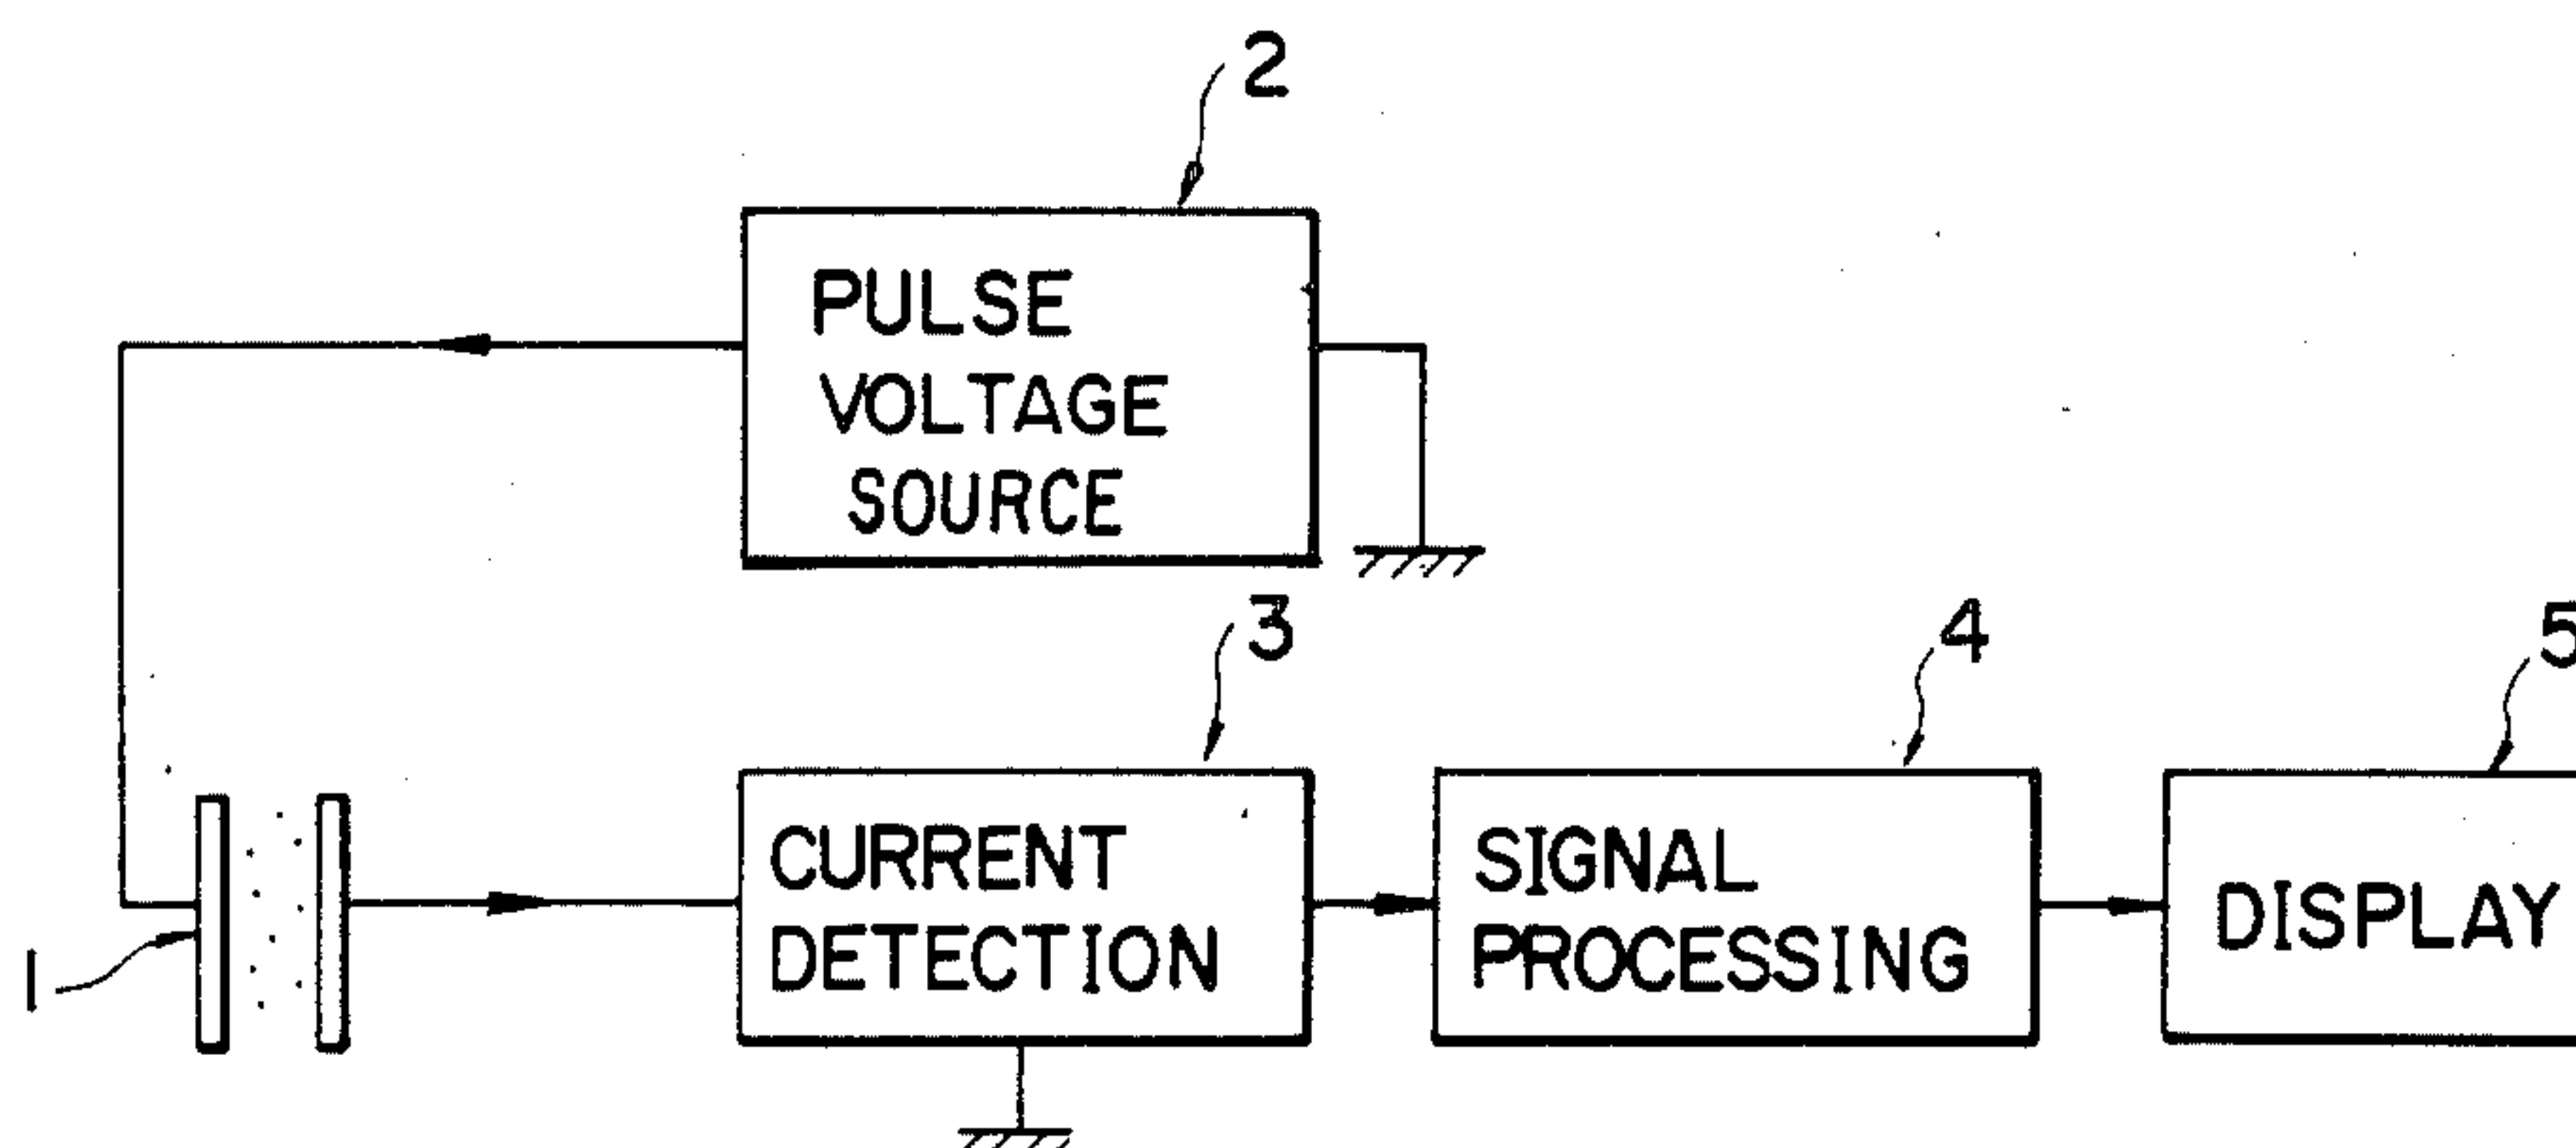 2
PULSE
VOLTAGE
SOURCE
3
4
5
CURRENT
DETECTION
SIGNAL
PROCESSING
DISPLAY
1